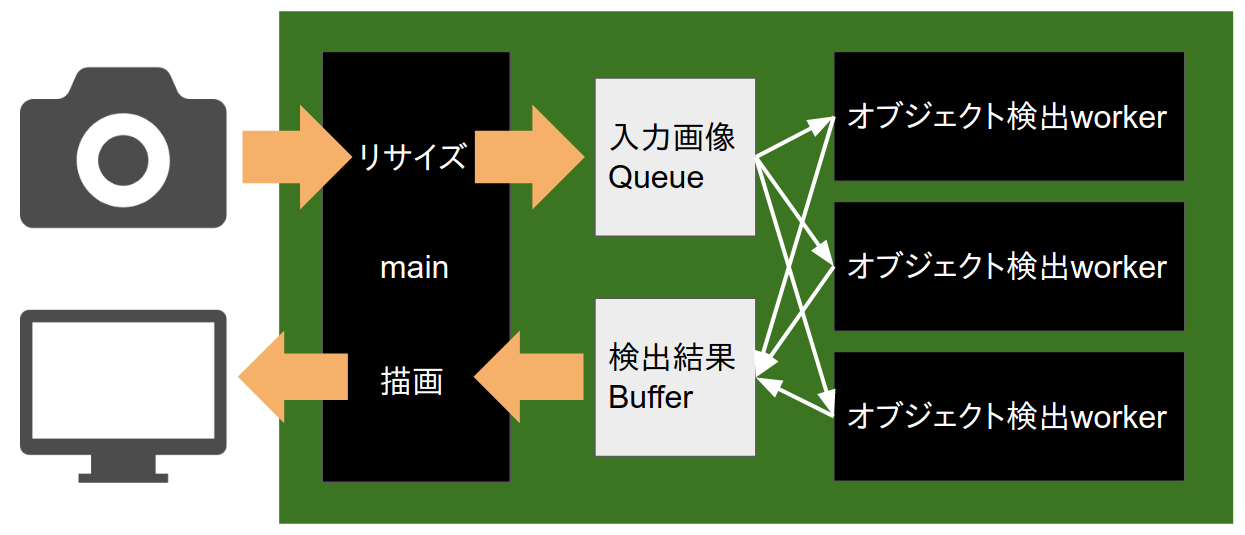 リサイズ
main
描画
入力画像
Queue
検出結果
Buffer
オブジェクト検出worker
オブジェクト検出worker
オブジェクト検出worker